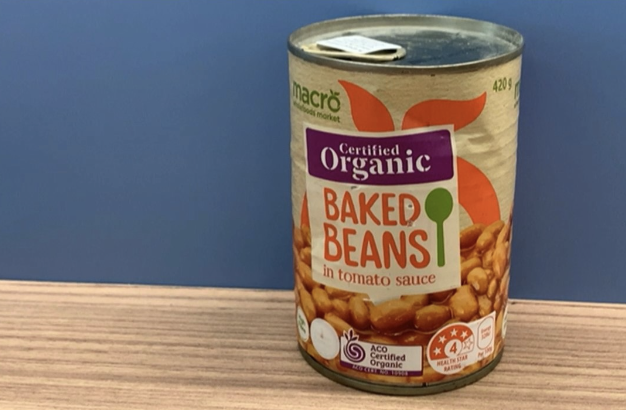 macro
wholefoods market
420 g
Certified
Organic
BAKED
BEANS
in tomato sauce
ACO
Certified
Organic
4
HEALTH STAR
RATING